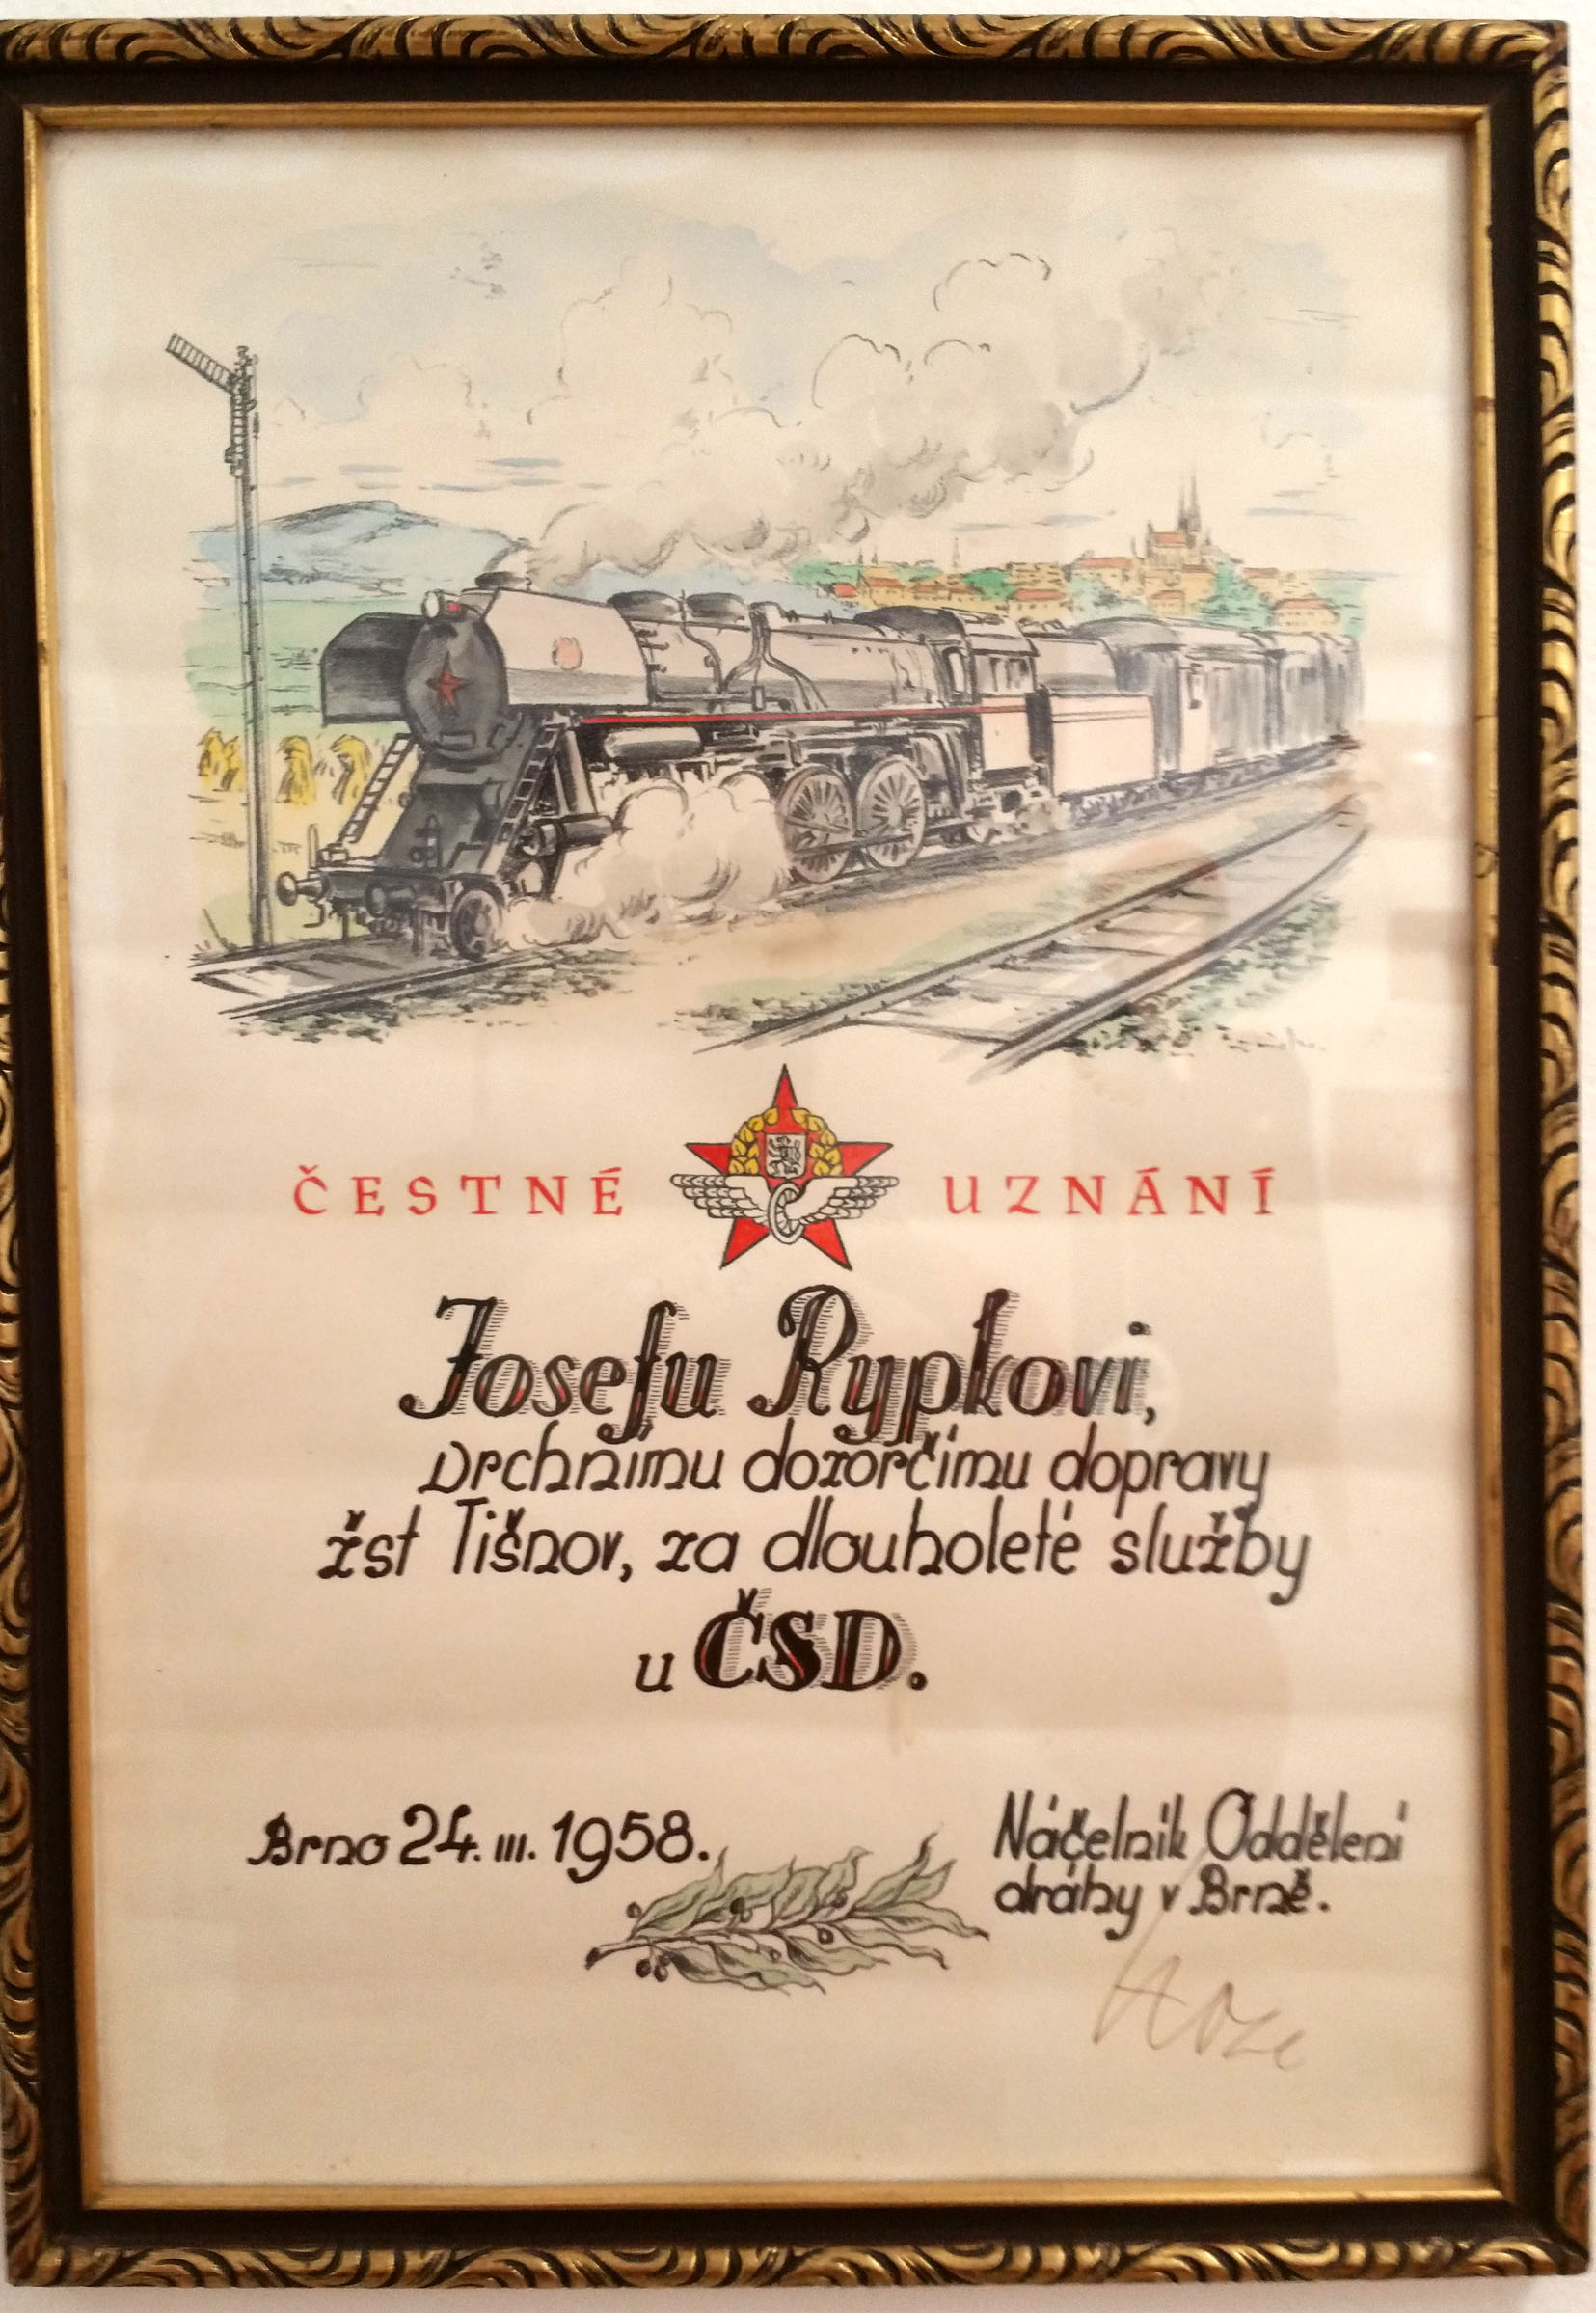 ČESTNÉ UZNÁNÍ
Josefu Rypkovi,
vrchnímu dozorčímu dopravy
žst Tišnov, za dlouholeté služby
u ČSD.
Brno 24. III. 1958.
Náčelník Oddělení
dráhy v Brně.